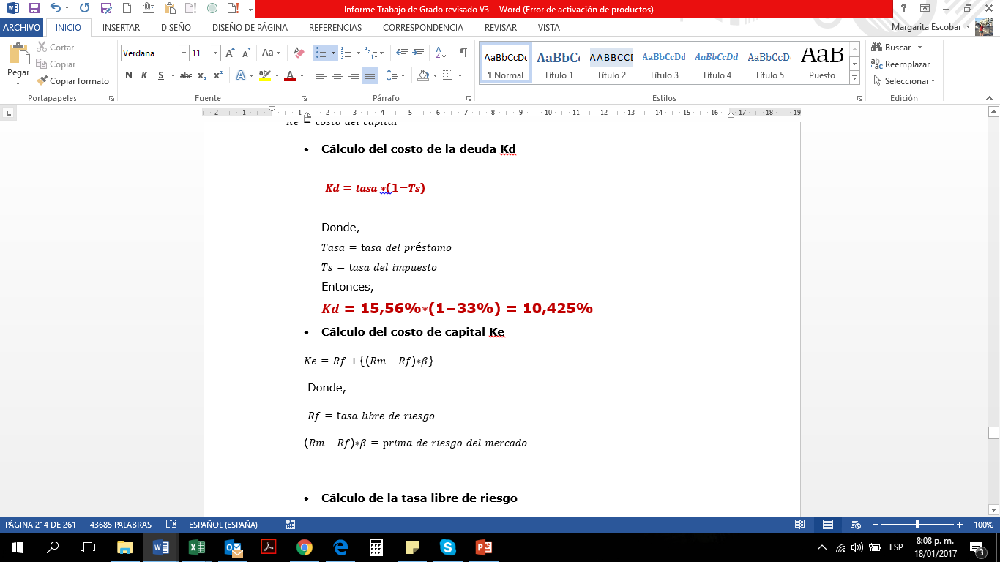 Informe Trabajo de Grado revisado V3 - Word (Error de activación de productos)
ARCHIVO INICIO INSERTAR DISEÑO DISEÑO DE PÁGINA REFERENCIAS CORRESPONDENCIA REVISAR VISTA Margarita Escobar
Pegar
Cortar
Copiar
Copiar formato
Portapapeles
Verdana 11
N K S abc x₂ x²
Fuente
Párrafo
AaBbCcDc AaBbC AABBCCI AaBbCcDd AaBbCcDd AaBbCcD AaB
¶ Normal Título 1 Título 2 Título 3 Título 4 Título 5 Puesto
Estilos
Buscar
Reemplazar
Seleccionar
Edición
2 1 1 2 3 4 5 6 7 8 9 10 11 12 13 14 15 16 17 18 19
Ke = costo del capital
• Cálculo del costo de la deuda Kd
Kd = tasa *(1−Ts)
Donde,
Tasa = tasa del préstamo
Ts = tasa del impuesto
Entonces,
Kd = 15,56%*(1−33%) = 10,425%
• Cálculo del costo de capital Ke
Ke = Rf +{(Rm −Rf)*β}
Donde,
Rf = tasa libre de riesgo
(Rm −Rf)*β = prima de riesgo del mercado
• Cálculo de la tasa libre de riesgo
PÁGINA 214 DE 261 43685 PALABRAS ESPAÑOL (ESPAÑA) 100%
ESP
8:08 p. m.
18/01/2017
3